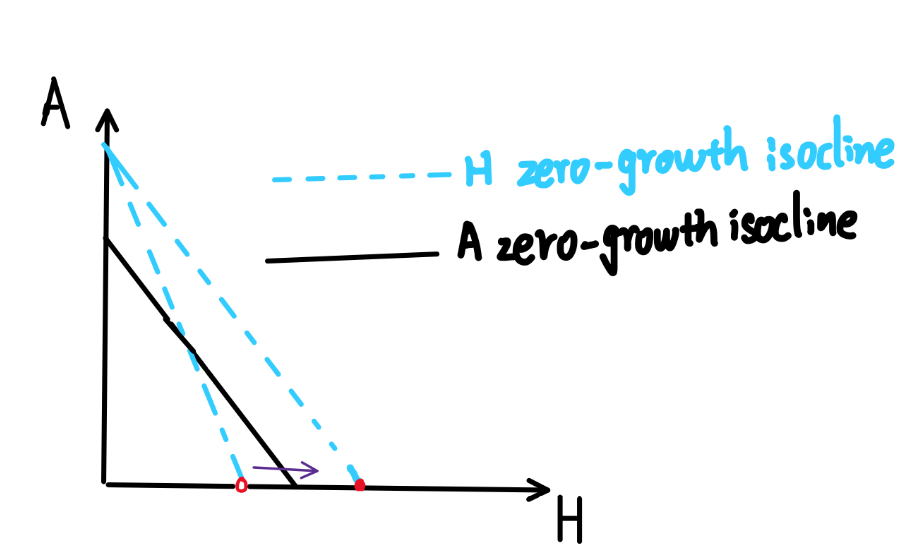 A
H zero-growth isocline
A zero-growth isocline
H